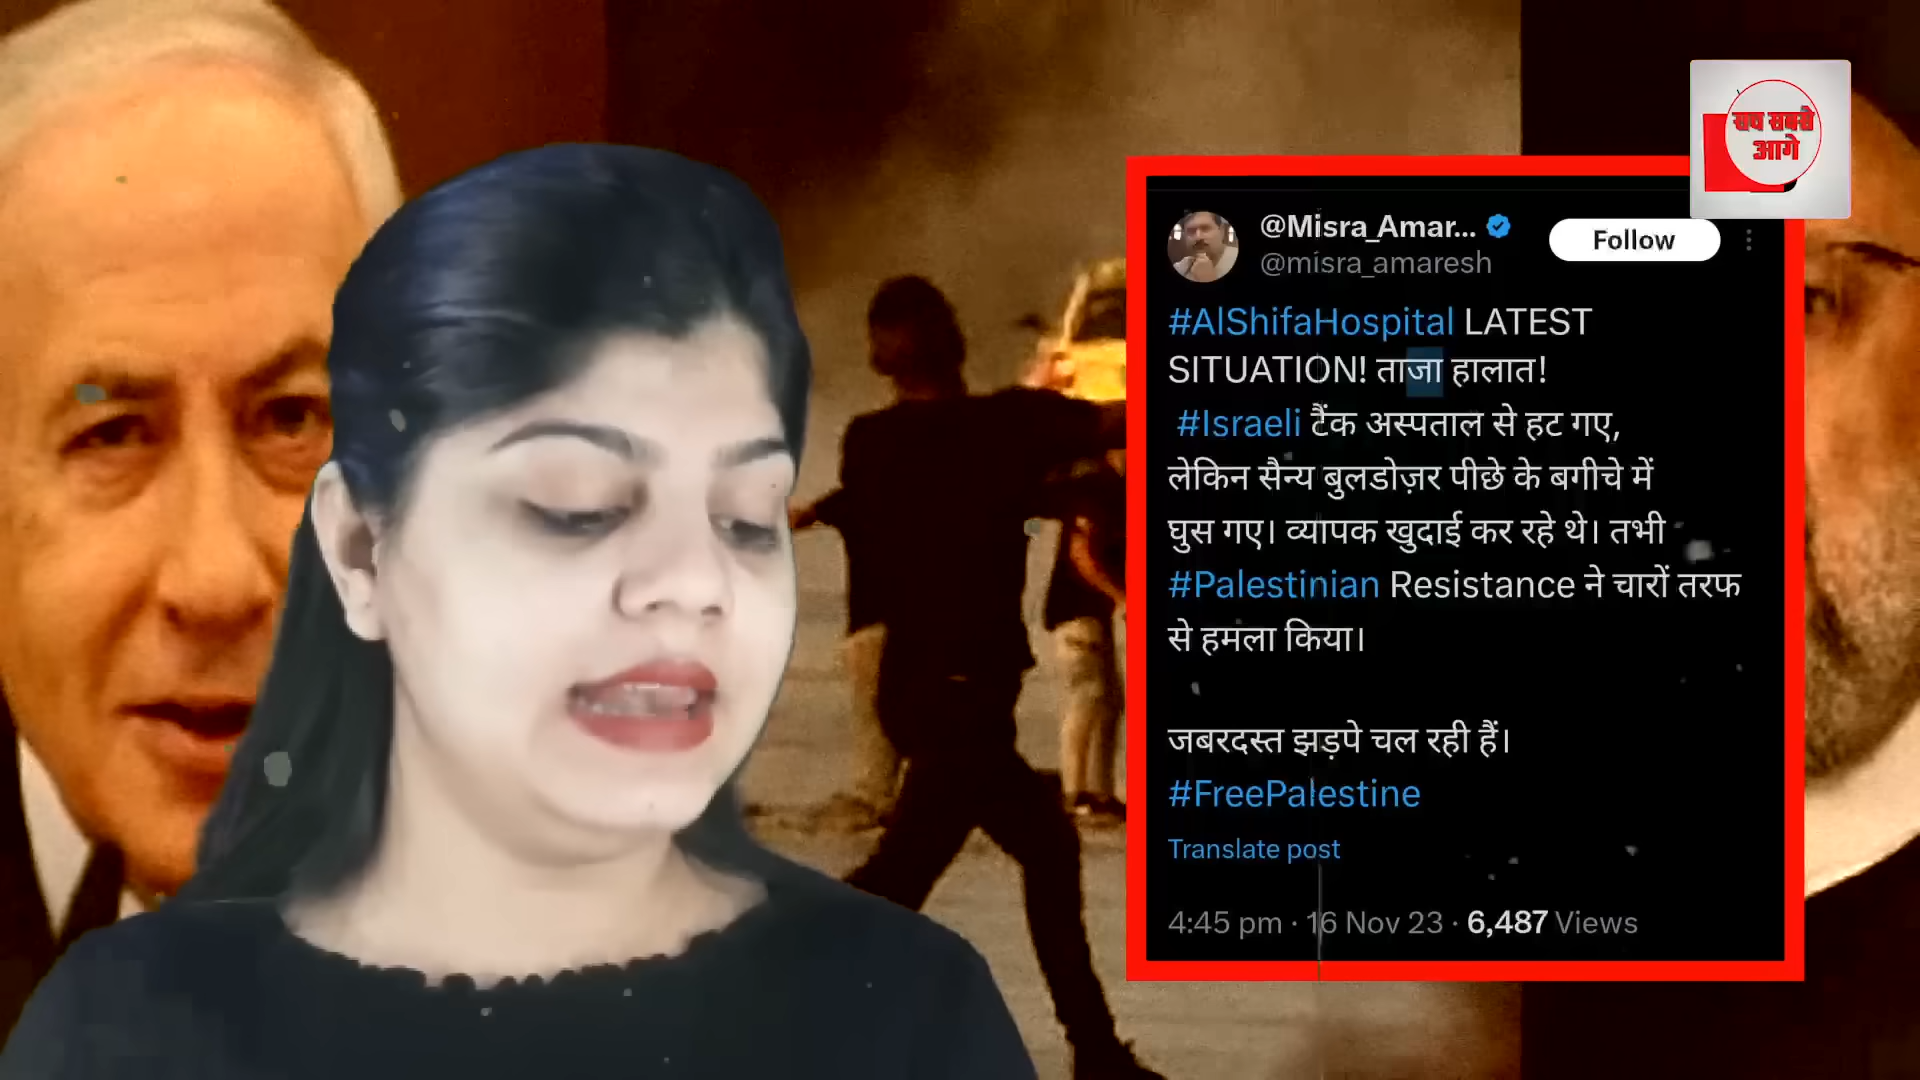 सच सबसे
आगे
@Misra_Amar...
@misra_amaresh
Follow
#AlShifaHospital LATEST
SITUATION! ताजा हालात!
#Israeli टैंक अस्पताल से हट गए,
लेकिन सैन्य बुलडोज़र पीछे के बगीचे में
घुस गए। व्यापक खुदाई कर रहे थे। तभी
#Palestinian Resistance ने चारों तरफ
से हमला किया।
जबरदस्त झड़पे चल रही हैं।
#FreePalestine
Translate post
4:45 pm · 16 Nov 23 · 6,487 Views